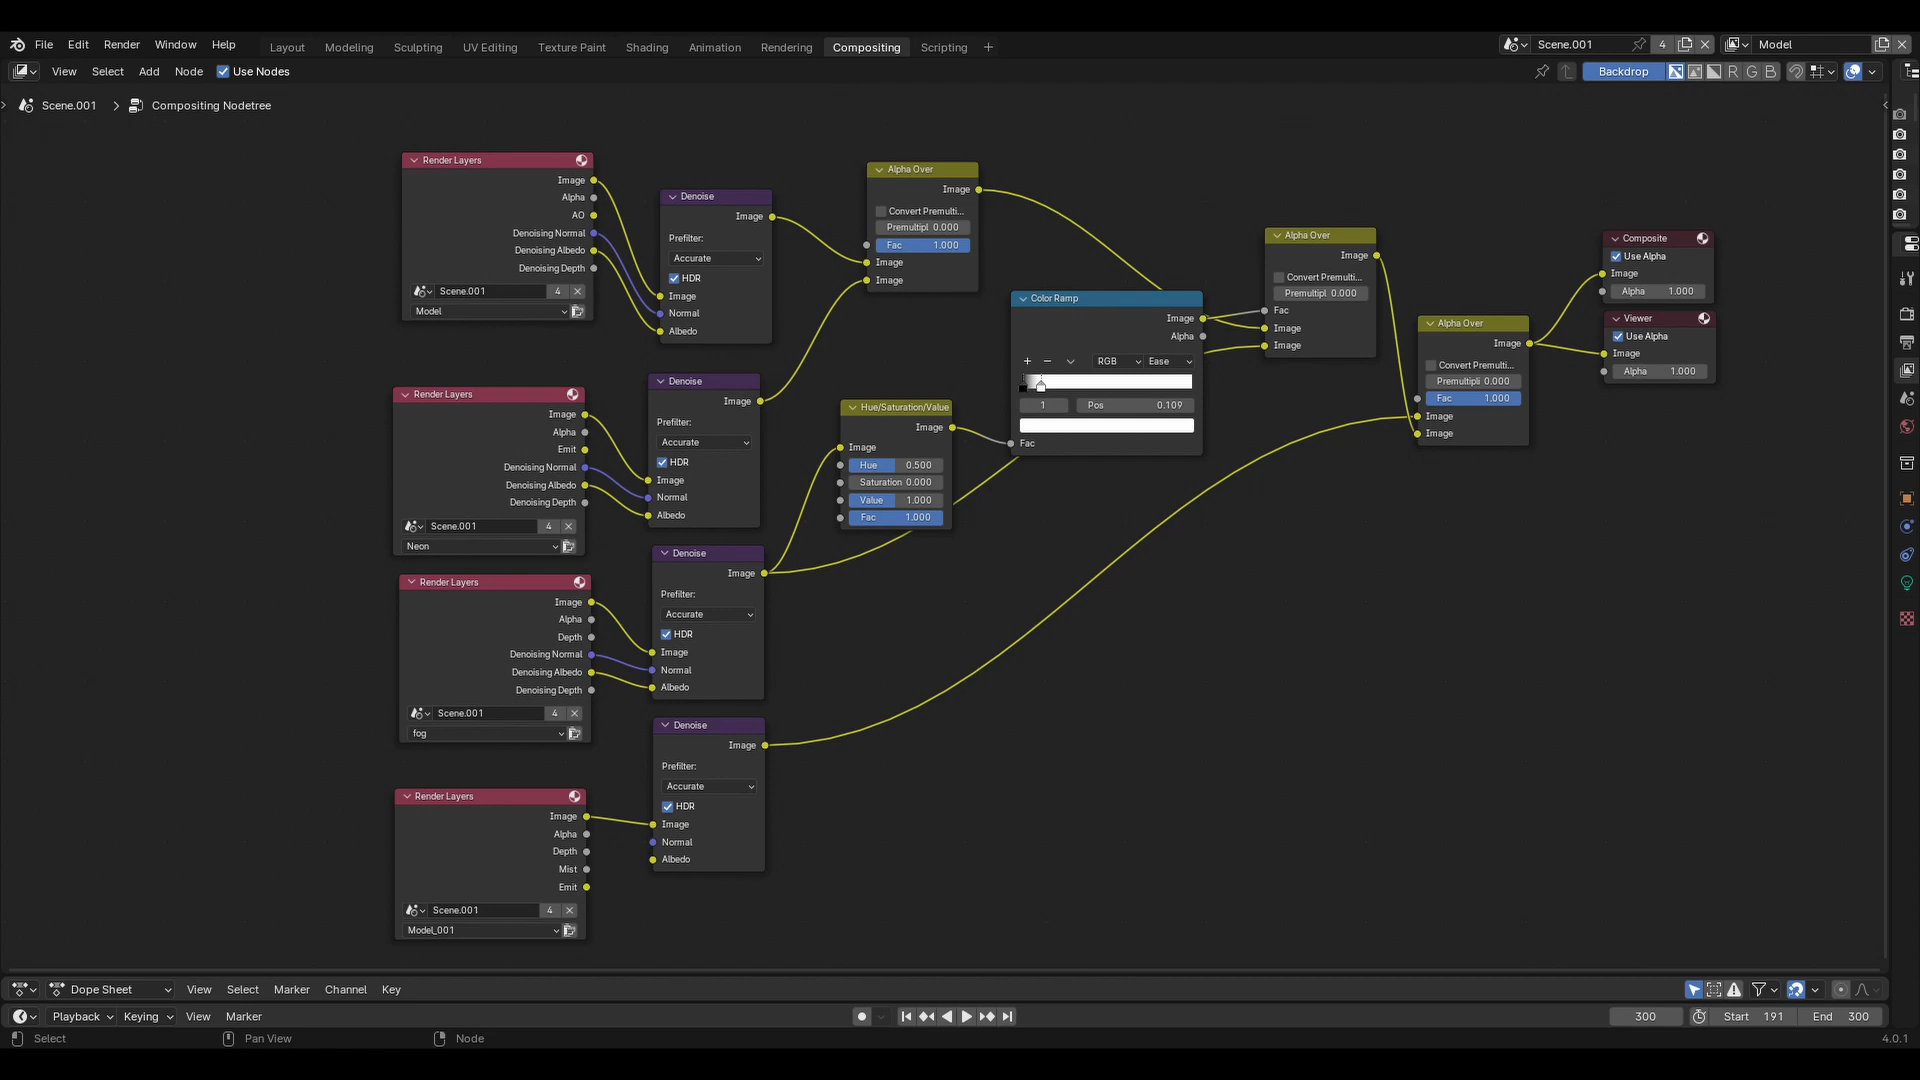 File Edit Render Window Help
Layout Modeling Sculpting UV Editing Texture Paint Shading Animation Rendering Compositing Scripting +
Scene.001 4
Model
View Select Add Node Use Nodes
Backdrop R G B
Scene.001 > Compositing Nodetree
Render Layers
Image
Alpha
AO
Denoising Normal
Denoising Albedo
Denoising Depth
Scene.001 4
Model
Denoise
Image
Prefilter:
Accurate
HDR
Image
Normal
Albedo
Alpha Over
Image
Convert Premulti...
Premultipl 0.000
Fac 1.000
Image
Image
Render Layers
Image
Alpha
Emit
Denoising Normal
Denoising Albedo
Denoising Depth
Scene.001 4
Neon
Denoise
Image
Prefilter:
Accurate
HDR
Image
Normal
Albedo
Hue/Saturation/Value
Image
Image
Hue 0.500
Saturation 0.000
Value 1.000
Fac 1.000
Color Ramp
Image
Alpha
+ − RGB Ease
1 Pos 0.109
Fac
Alpha Over
Image
Convert Premulti...
Premultipl 0.000
Fac
Image
Image
Alpha Over
Image
Convert Premulti...
Premultipli 0.000
Fac 1.000
Image
Image
Composite
Use Alpha
Image
Alpha 1.000
Viewer
Use Alpha
Image
Alpha 1.000
Render Layers
Image
Alpha
Depth
Denoising Normal
Denoising Albedo
Denoising Depth
Scene.001 4
fog
Denoise
Image
Prefilter:
Accurate
HDR
Image
Normal
Albedo
Render Layers
Image
Alpha
Depth
Mist
Emit
Scene.001 4
Model_001
Denoise
Image
Prefilter:
Accurate
HDR
Image
Normal
Albedo
Dope Sheet View Select Marker Channel Key
Playback Keying View Marker
300 Start 191 End 300
Select Pan View Node
4.0.1